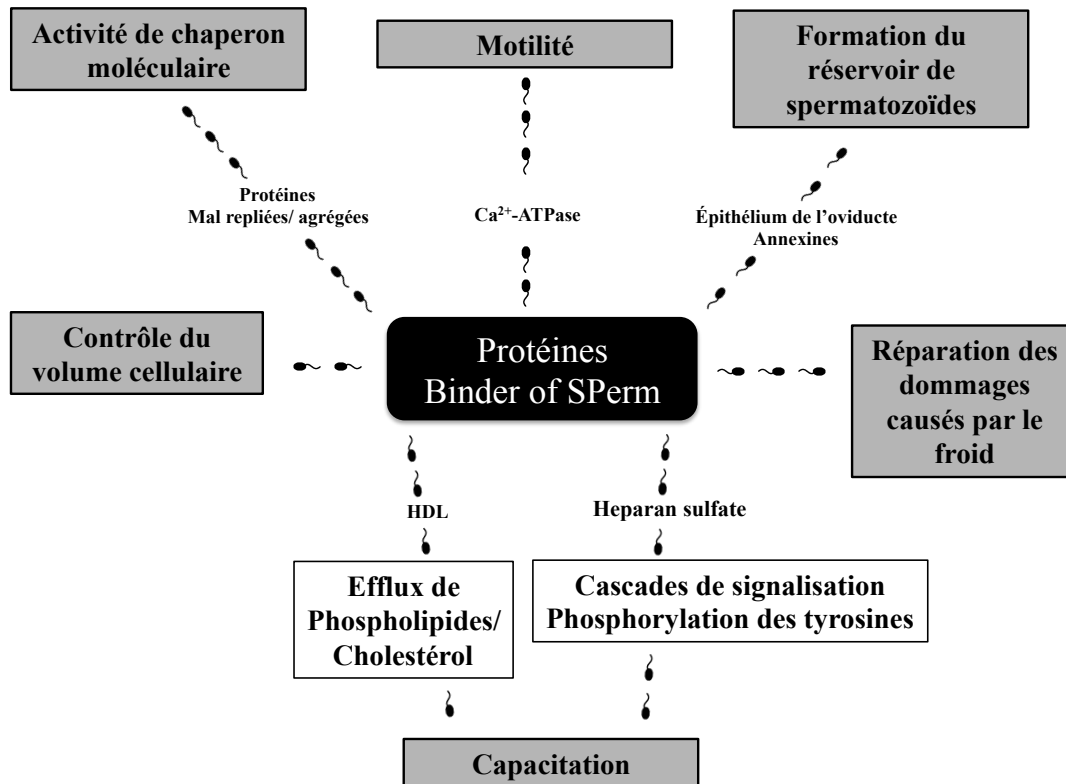 Activité de chaperon
moléculaire
Motilité
Formation du
réservoir de
spermatozoïdes
Protéines
Mal repliées/ agrégées
Ca²⁺-ATPase
Épithélium de l’oviducte
Annexines
Contrôle du
volume cellulaire
Protéines
Binder of SPerm
Réparation des
dommages
causés par le
froid
HDL
Heparan sulfate
Efflux de
Phospholipides/
Cholestérol
Cascades de signalisation
Phosphorylation des tyrosines
Capacitation